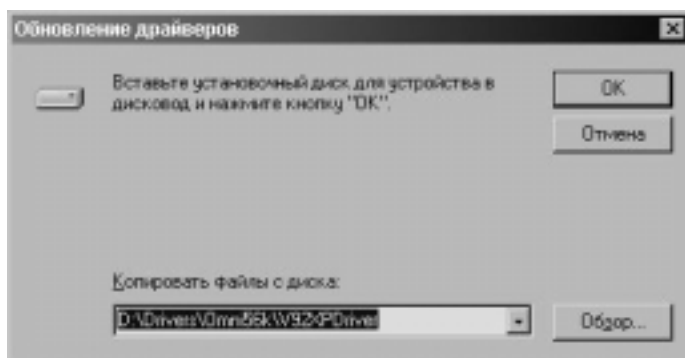 Обновление драйверов
Вставьте установочный диск для устройства в
дисковод и нажмите кнопку "OK".
OK
Отмена
Копировать файлы с диска:
D:\Drivers\Omni56k\V92XPDriver
Обзор...